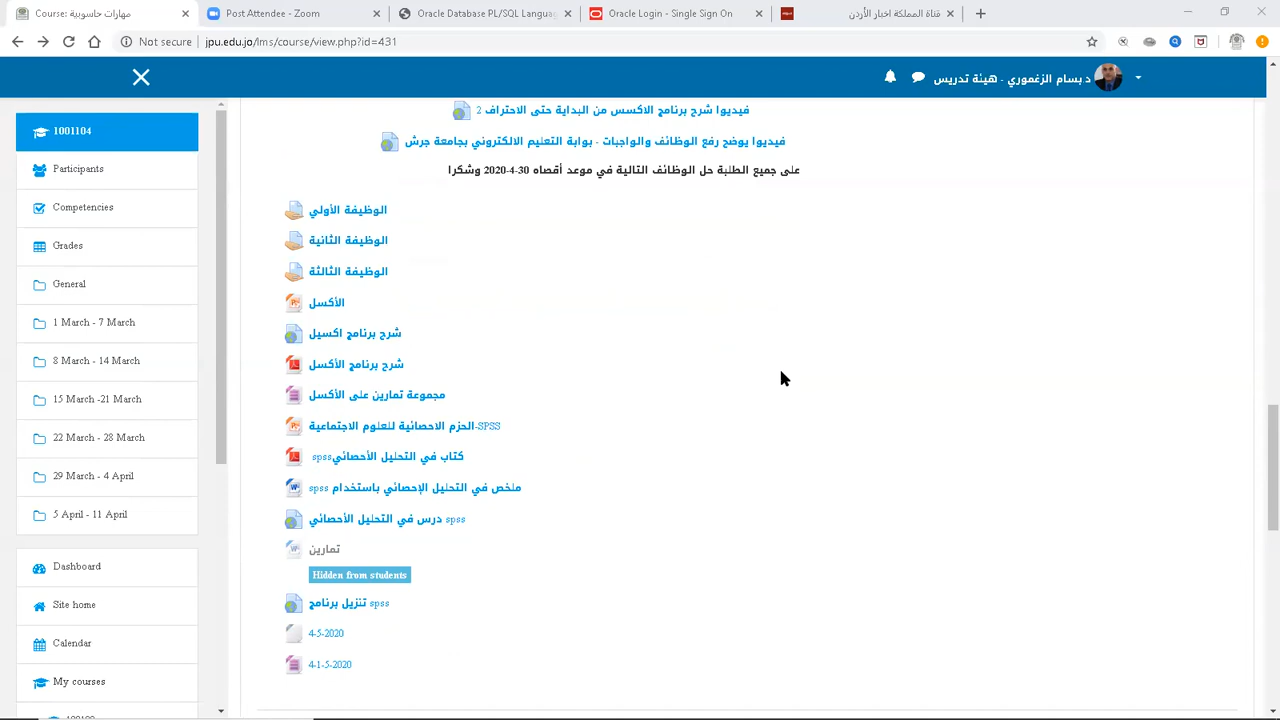 Course: مهارات حاسوبية
Post Attendee - Zoom
Oracle Database PL/SQL Languag
Oracle Login - Single Sign On
قناة المملكة اخبار الأردن
Not secure
jpu.edu.jo/lms/course/view.php?id=431
د بسام الزغموري - هيئة تدريس
1001104
Participants
Competencies
Grades
General
1 March - 7 March
8 March - 14 March
15 March -21 March
22 March - 28 March
29 March - 4 April
5 April - 11 April
Dashboard
Site home
Calendar
My courses
فيديوا شرح برنامج الاكسس من البداية حتى الاحتراف 2
فيديوا يوضح رفع الوظائف والواجبات - بوابة التعليم الالكتروني بجامعة جرش
على جميع الطلبة حل الوظائف التالية في موعد أقصاه 30-4-2020 وشكرا
الوظيفة الأولي
الوظيفة الثانية
الوظيفة الثالثة
الأكسل
شرح برنامج اكسيل
شرح برنامج الأكسل
مجموعة تمارين على الأكسل
SPSS-الحزم الاحصائية للعلوم الاجتماعية
كتاب في التحليل الأحصائيspss
ملخص في التحليل الإحصائي باستخدام spss
درس في التحليل الأحصائي spss
تمارين
Hidden from students
تنزيل برنامج spss
4-5-2020
4-1-5-2020